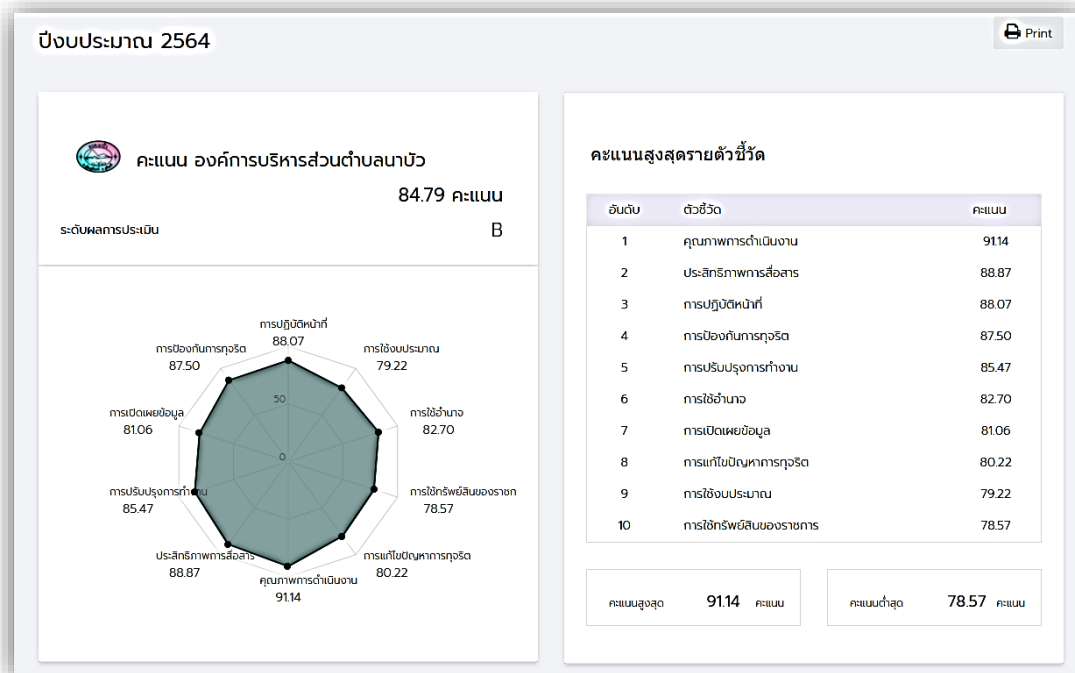 ปีงบประมาณ 2564
Print
คะแนน องค์การบริหารส่วนตำบลนาบัว
84.79 คะแนน
ระดับผลการประเมิน B
การปฏิบัติหน้าที่
88.07
การป้องกันการทุจริต
87.50
การใช้งบประมาณ
79.22
50
การเปิดเผยข้อมูล
81.06
การใช้อำนาจ
82.70
0
การปรับปรุงการทำงาน
85.47
การใช้ทรัพย์สินของราชก
78.57
ประสิทธิภาพการสื่อสาร
88.87
การแก้ไขปัญหาการทุจริต
80.22
คุณภาพการดำเนินงาน
91.14
คะแนนสูงสุดรายตัวชี้วัด
อันดับ ตัวชี้วัด คะแนน
1 คุณภาพการดำเนินงาน 91.14
2 ประสิทธิภาพการสื่อสาร 88.87
3 การปฏิบัติหน้าที่ 88.07
4 การป้องกันการทุจริต 87.50
5 การปรับปรุงการทำงาน 85.47
6 การใช้อำนาจ 82.70
7 การเปิดเผยข้อมูล 81.06
8 การแก้ไขปัญหาการทุจริต 80.22
9 การใช้งบประมาณ 79.22
10 การใช้ทรัพย์สินของราชการ 78.57
คะแนนสูงสุด 91.14 คะแนน
คะแนนต่ำสุด 78.57 คะแนน